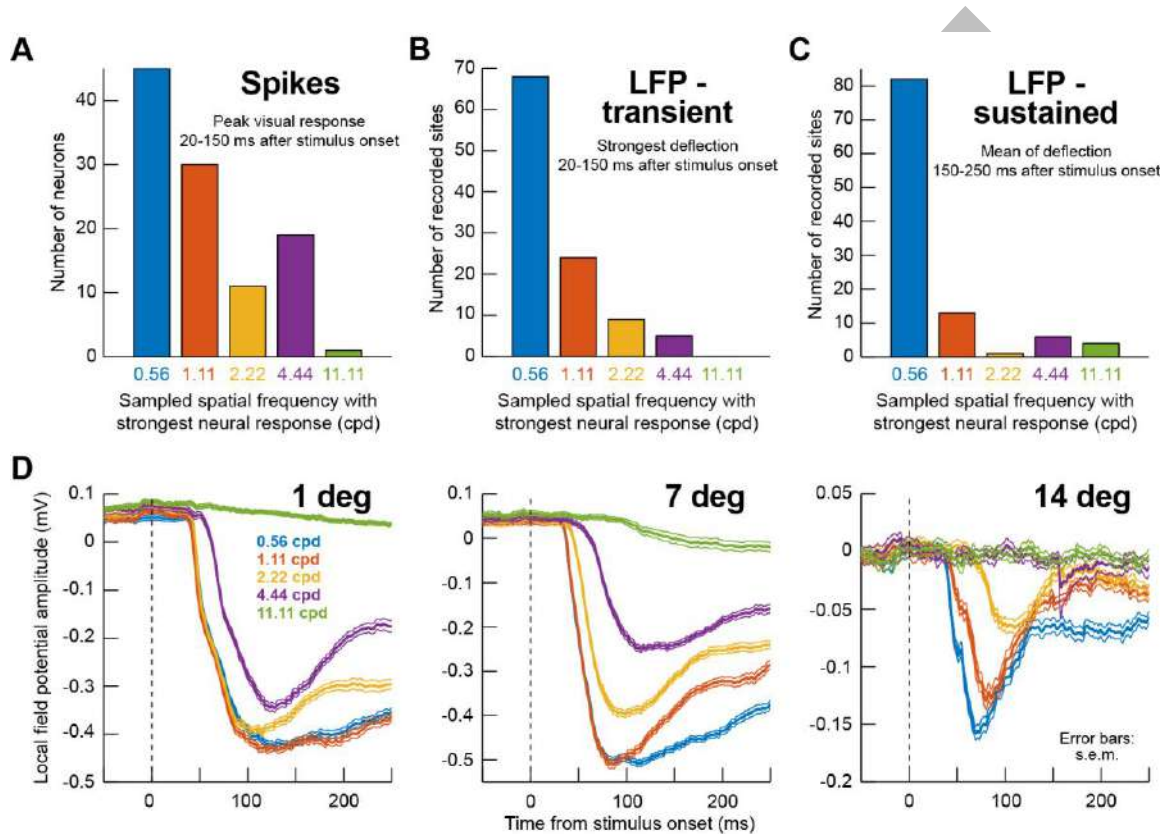 A
Spikes
Peak visual response
20-150 ms after stimulus onset
Number of neurons
40
30
20
10
0
0.56 1.11 2.22 4.44 11.11
Sampled spatial frequency with
strongest neural response (cpd)
B
LFP -
transient
Strongest deflection
20-150 ms after stimulus onset
Number of recorded sites
70
60
50
40
30
20
10
0
0.56 1.11 2.22 4.44 11.11
Sampled spatial frequency with
strongest neural response (cpd)
C
LFP -
sustained
Mean of deflection
150-250 ms after stimulus onset
Number of recorded sites
80
70
60
50
40
30
20
10
0
0.56 1.11 2.22 4.44 11.11
Sampled spatial frequency with
strongest neural response (cpd)
D
1 deg
Local field potential amplitude (mV)
0.1
0
-0.1
-0.2
-0.3
-0.4
-0.5
0.56 cpd
1.11 cpd
2.22 cpd
4.44 cpd
11.11 cpd
0 100 200
7 deg
0.1
0
-0.1
-0.2
-0.3
-0.4
-0.5
0 100 200
Time from stimulus onset (ms)
14 deg
0.05
0
-0.05
-0.1
-0.15
-0.2
Error bars:
s.e.m.
0 100 200